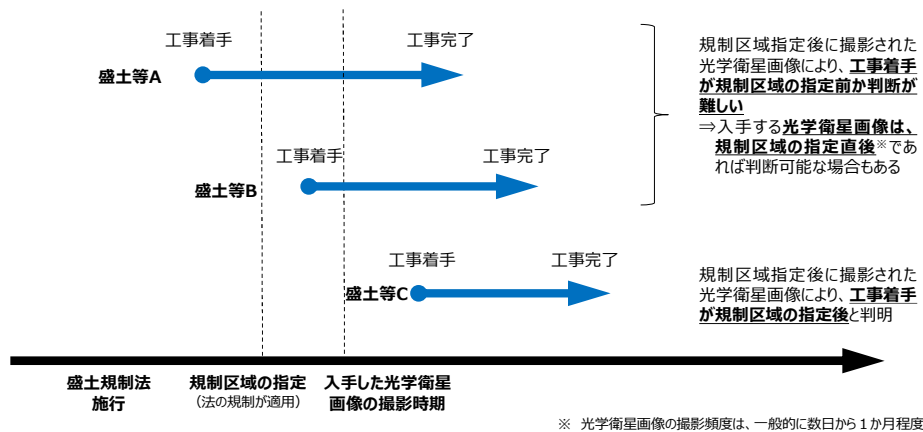 工事着手
工事完了
盛土等A
規制区域指定後に撮影された
光学衛星画像により、工事着手
が規制区域の指定前か判断が
難しい
⇒入手する光学衛星画像は、
規制区域の指定直後※であ
れば判断可能な場合もある
工事着手
工事完了
盛土等B
工事着手
工事完了
盛土等C
規制区域指定後に撮影された
光学衛星画像により、工事着手
が規制区域の指定後と判明
盛土規制法
施行
規制区域の指定
（法の規制が適用）
入手した光学衛星
画像の撮影時期
※ 光学衛星画像の撮影頻度は、一般的に数日から１か月程度